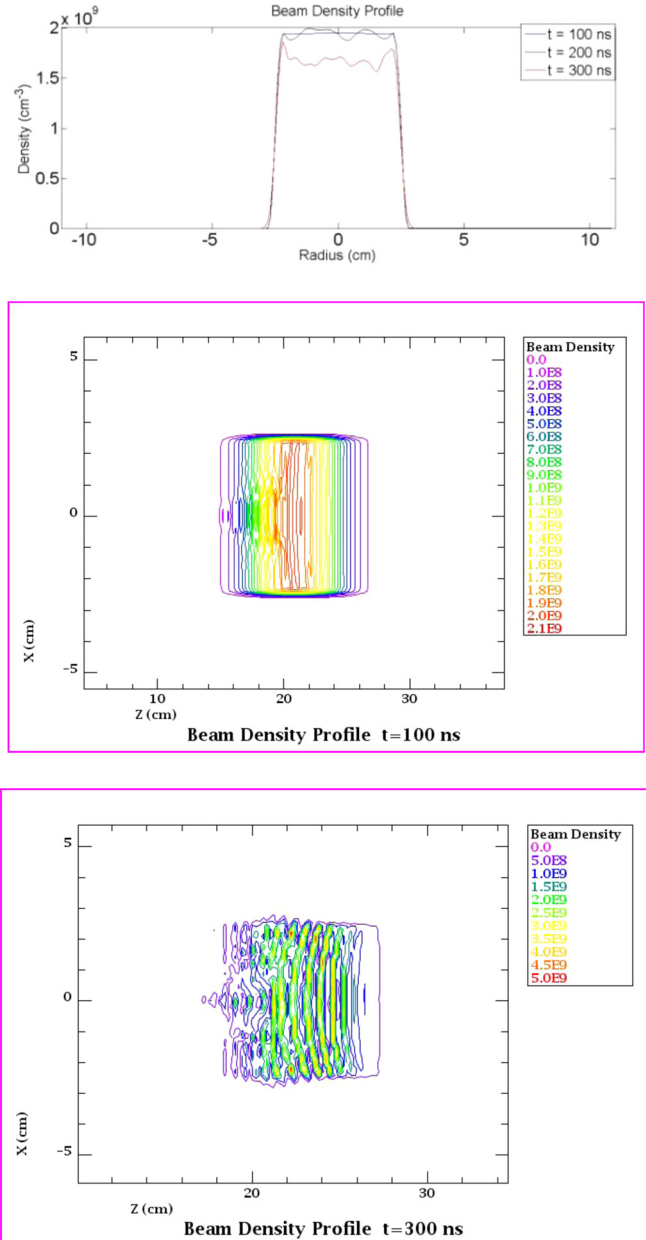 Beam Density Profile
2 x 10^9
1.5
1
0.5
0
Density (cm^-3)
t = 100 ns
t = 200 ns
t = 300 ns
-10 -5 0 5 10
Radius (cm)
5
0
-5
X (cm)
10 20 30
Z (cm)
Beam Density Profile t=100 ns
Beam Density
0.0
1.0E8
2.0E8
3.0E8
4.0E8
5.0E8
6.0E8
7.0E8
8.0E8
9.0E8
1.0E9
1.1E9
1.2E9
1.3E9
1.4E9
1.5E9
1.6E9
1.7E9
1.8E9
1.9E9
2.0E9
2.1E9
5
0
-5
X (cm)
20 30
Z (cm)
Beam Density Profile t=300 ns
Beam Density
0.0
5.0E8
1.0E9
1.5E9
2.0E9
2.5E9
3.0E9
3.5E9
4.0E9
4.5E9
5.0E9